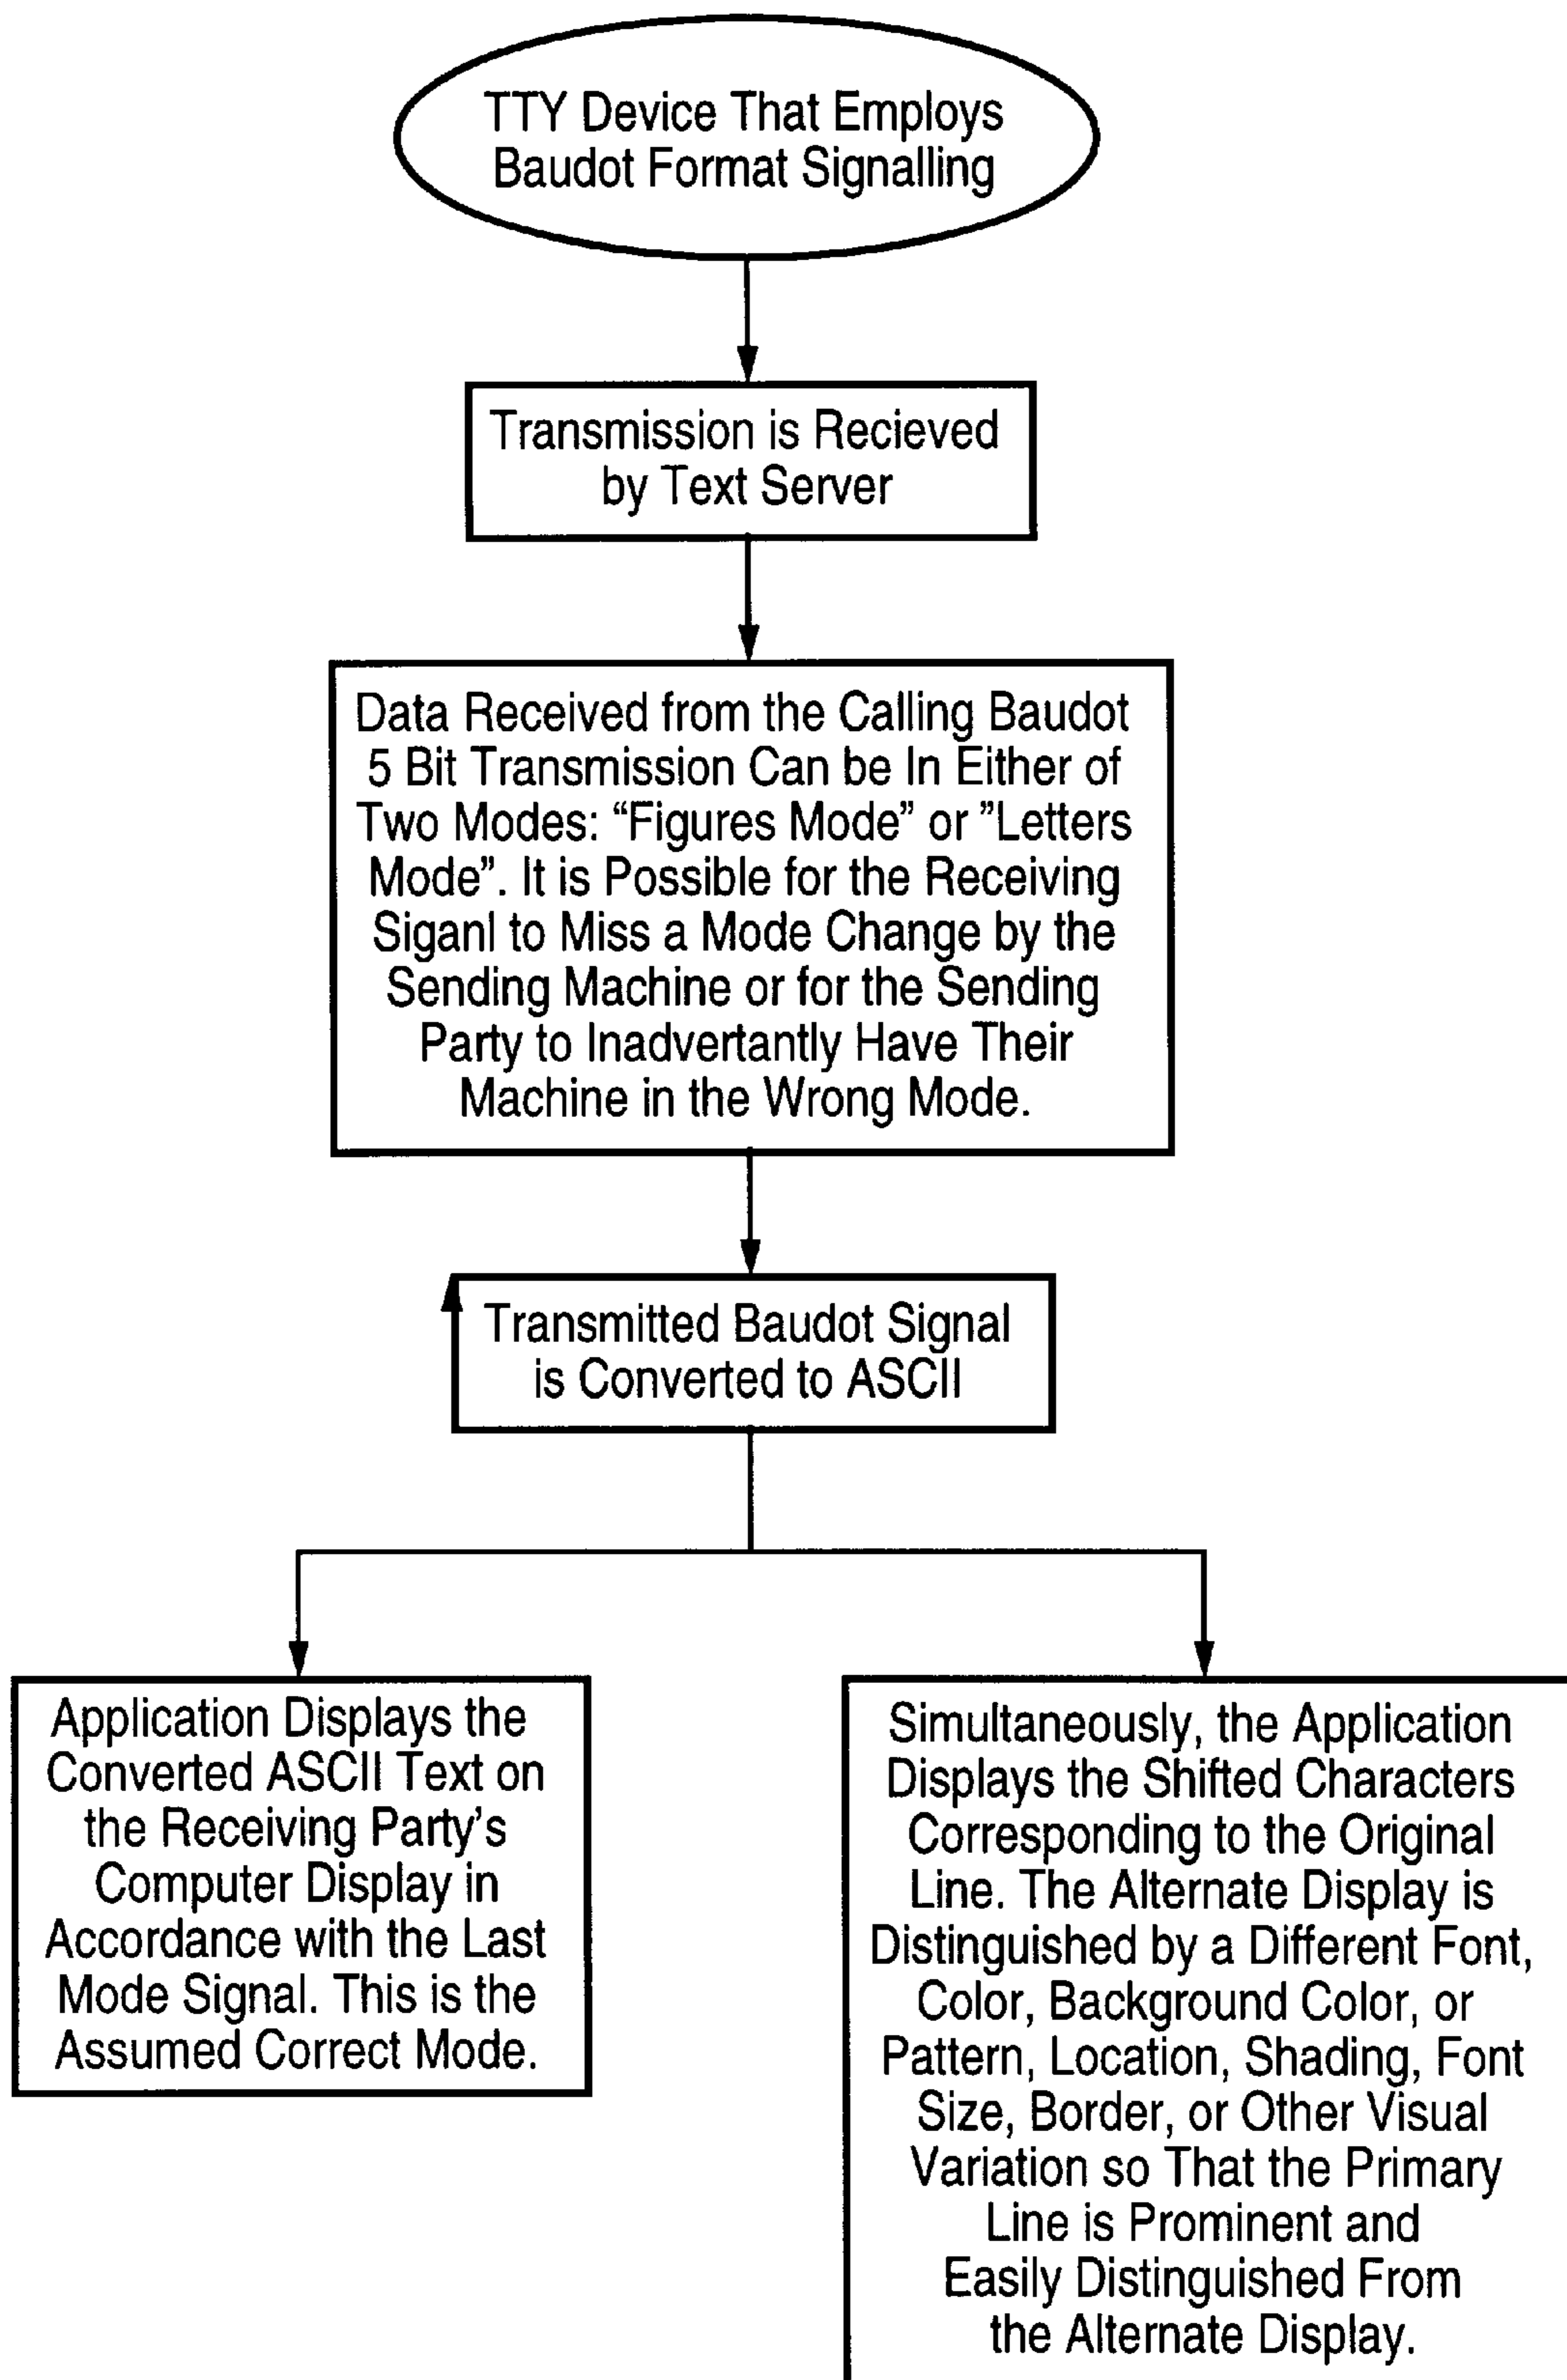 TTY Device That Employs
Baudot Format Signalling
Transmission is Recieved
by Text Server
Data Received from the Calling Baudot
5 Bit Transmission Can be In Either of
Two Modes: “Figures Mode” or ”Letters
Mode”. It is Possible for the Receiving
Siganl to Miss a Mode Change by the
Sending Machine or for the Sending
Party to Inadvertantly Have Their
Machine in the Wrong Mode.
Transmitted Baudot Signal
is Converted to ASCII
Application Displays the
Converted ASCII Text on
the Receiving Party's
Computer Display in
Accordance with the Last
Mode Signal. This is the
Assumed Correct Mode.
Simultaneously, the Application
Displays the Shifted Characters
Corresponding to the Original
Line. The Alternate Display is
Distinguished by a Different Font,
Color, Background Color, or
Pattern, Location, Shading, Font
Size, Border, or Other Visual
Variation so That the Primary
Line is Prominent and
Easily Distinguished From
the Alternate Display.